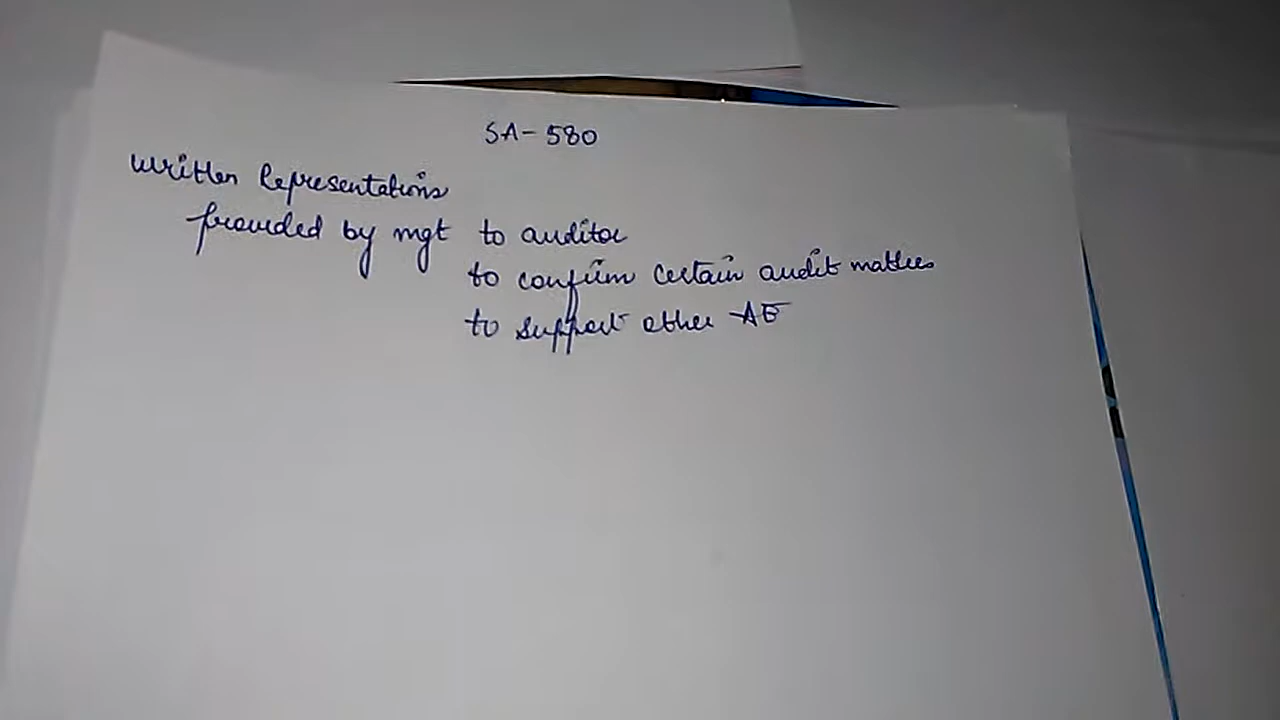 SA-580
Written Representations
provided by mgt to auditor
to confirm certain audit matters
to support other AE